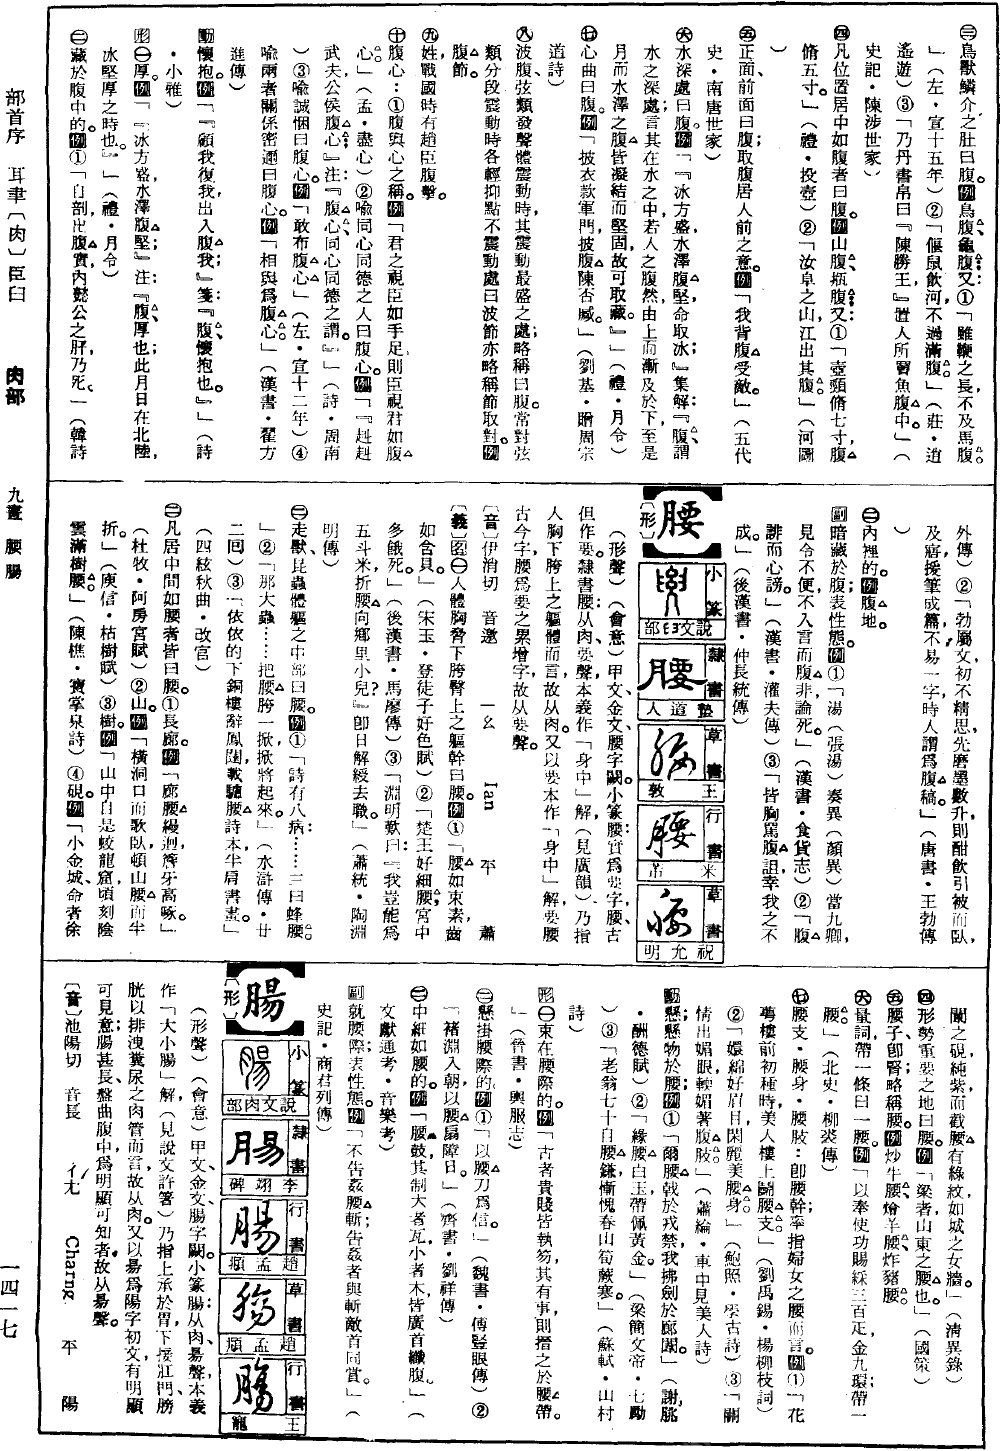 ㊂鳥獸鱗介之肚曰腹。例鳥腹、龜腹；又：①「雖鞭之長，不及馬腹。
」（左・宣十五年）②「偃鼠飲河，不過滿腹。」（莊・逍
遙遊）③「乃丹書帛曰『陳勝王』，置人所罾魚腹中。」（
史記・陳涉世家）
㊃凡位置居中如腹者曰腹。例山腹、瓶腹；又：①「壺頸脩七寸，腹
脩五寸。」（禮・投壺）②「汶阜之山，江出其腹。」（河圖
）
㊄正面、前面曰腹；取腹居人前之意。例「我背腹受敵。」（五代
史・南唐世家）
㊅水深處曰腹。例「『冰方盛，水澤腹堅，命取冰』集解：『腹，謂
水之深處；言其在水之中，若人之腹然，由上而漸及於下，至是
月而水澤之腹皆凝結而堅固，故可取藏。』」（禮・月令）
㊆心曲曰腹。例「披衣款軍門，披腹陳否臧。」（劉基・贈周宗
道詩）
㊇波腹，弦類發聲體震動時，其震動最盛之處；略稱曰腹。常對弦
類分段震動時各輕抑點不震動處曰波節亦略稱節取對。例
腹節。
㊈姓，戰國時有趙臣腹擊。
㊉腹心：①腹與心之稱。例「君之視臣如手足，則臣視君如腹
心。」（孟・盡心）②喩同心同德之人曰腹心。例「『赳赳
武夫，公侯腹心』注：『腹心，同心同德之謂。』」（詩・周南
）③喩誠悃曰腹心。例「敢布腹心」（左・宣十二年）④
喩兩者關係密邇曰腹心。例「相與爲腹心。」（漢書・翟方
進傳）
動懷抱。例「『顧我復我，出入腹我』箋：『腹，懷抱也。』」（詩
・小雅）
形㊀厚。例「『冰方盛，水澤腹堅』注：『腹，厚也；此月日在北陸，
冰堅厚之時也。』」（禮・月令）
㊁藏於腹中的。例①「自剖出腹實，內懿公之肝，乃死。」（韓詩
外傳）②「勃屬文，初不精思，先磨墨數升，則酣飲，引被而臥，
及寤，援筆成篇，不易一字，時人謂爲腹稿。」（唐書・王勃傳
）
㊂內裡的。例腹地。
副暗藏於腹，表性態。例①「湯（張湯）奏異（顏異）當九卿，
見令不便，不入言而腹非，論死。」（漢書・食貨志）②「腹
誹而心謗。」（漢書・灌夫傳）③「皆胸罵腹詛，幸我之不
成。」（後漢書・仲長統傳）
腰
〔形〕
小篆
說文臼部
隸書
蟄道人
草書
王敦
行書
米芾
草書
祝允明
（形聲）（會意）甲文、金文腰字闕。小篆腰：實爲要字，腰、古
但作要。隸書腰：从肉、要聲，本義作「身中」解，（見廣韻）乃指
人胸下胯上之軀體而言，故从肉。又以要本作「身中」解，要腰
古今字，腰爲要之累增字，故从要聲。
〔音〕伊消切　音邀　ㄧㄠ　Iau　平　蕭
〔義〕名㊀人體胸脅下胯臀上之軀幹曰腰。例①「腰如束素，齒
如含貝。」（宋玉・登徒子好色賦）②「楚王好細腰，宮中
多餓死。」（後漢書・馬廖傳）③「淵明歎曰：『我豈能爲
五斗米折腰向鄉里小兒？』卽日解綬去職。」（蕭統・陶淵
明傳）
㊁走獸、昆蟲體軀之中部曰腰。例①「詩有八病：……三曰蜂腰。
」②「那大蟲……把腰胯一掀，掀將起來。」（水滸傳・廿
二回）③「依依的下銅樓，辭鳳闕，載驄腰，詩本半肩書畫。」
（四絃秋曲・改官）
㊂凡居中間如腰者皆曰腰。①長廊。例「廊腰縵迴，簷牙高啄。」
（杜牧・阿房宮賦）②山。例「橫洞口而歌臥，頓山腰而半
折。」（庾信・枯樹賦）③樹。例「山中自是蛟龍窟，頃刻陰
雲滿樹腰。」（陳樵・寶掌泉詩）④硯。例「小金城，命者徐
闌之硯，純紫而截腰有綠紋，如城之女牆。」（淸異錄）
㊃形勢重要之地曰腰。例「梁者，山東之腰也。」（國策）
㊄腰子，卽腎，略稱腰。例炒牛腰、燴羊腰、炸豬腰。
㊅量詞，帶一條曰一腰。例「以奉使功，賜綵三百疋，金九環帶一
腰。」（北史・柳裘傳）
㊆腰支・腰身・腰肢：卽腰幹；率指婦女之腰而言。例①「花
萼樓前初種時，美人樓上鬭腰支。」（劉禹錫・楊柳枝詞）
②「嬛綿好眉目，閑麗美腰身。」（鮑照・學古詩）③「關
情出媚眼，輭媚著腰肢。」（蕭綸・車中見美人詩）
動懸，懸物於腰。例①「爾腰戟於戎禁，我拂劍於郎闈。」（謝朓
・酬德賦）②「緣腰白玉帶，佩黃金。」（梁簡文帝・七勵
）③「老翁七十自腰鎌，慚愧春山筍蕨寒。」（蘇軾・山村
詩）
形㊀束在腰際的。例「古者貴賤皆執笏，其有事，則搢之於腰帶。
」（晉書・輿服志）
㊁懸掛腰際的。例①「以腰刀爲信。」（魏書・傅豎眼傳）②
「褚淵入朝，以腰扇障日。」（齊書・劉祥傳）
㊂中細如腰的。例「腰鼓，其制大者瓦，小者木，皆廣首纖腹。」（
文獻通考・音樂考）
副就腰際，表性態。例「不告姦腰斬；告姦者與斬敵首同賞。」（
史記・商君列傳）
腸
〔形〕
小篆
說文肉部
隸書
李翊碑
行書
趙孟頫
草書
趙孟頫
行書
王寵
（形聲）（會意）甲文、金文腸字闕。小篆腸：从肉、昜聲，本義
作「大小腸」解，（見說文許箸）乃指上承於胃，下接肛門、膀
胱以排洩糞尿之肉管而言，故从肉。又以昜爲陽字初文，有明顯
可見意；腸甚長，盤曲腹中，爲明顯可知者，故从昜聲。
〔音〕池陽切　音長　ㄔㄤ　Charng　平　陽
部首序　耳聿〔肉〕臣臼　肉部　九畫　腰腸　一四一七